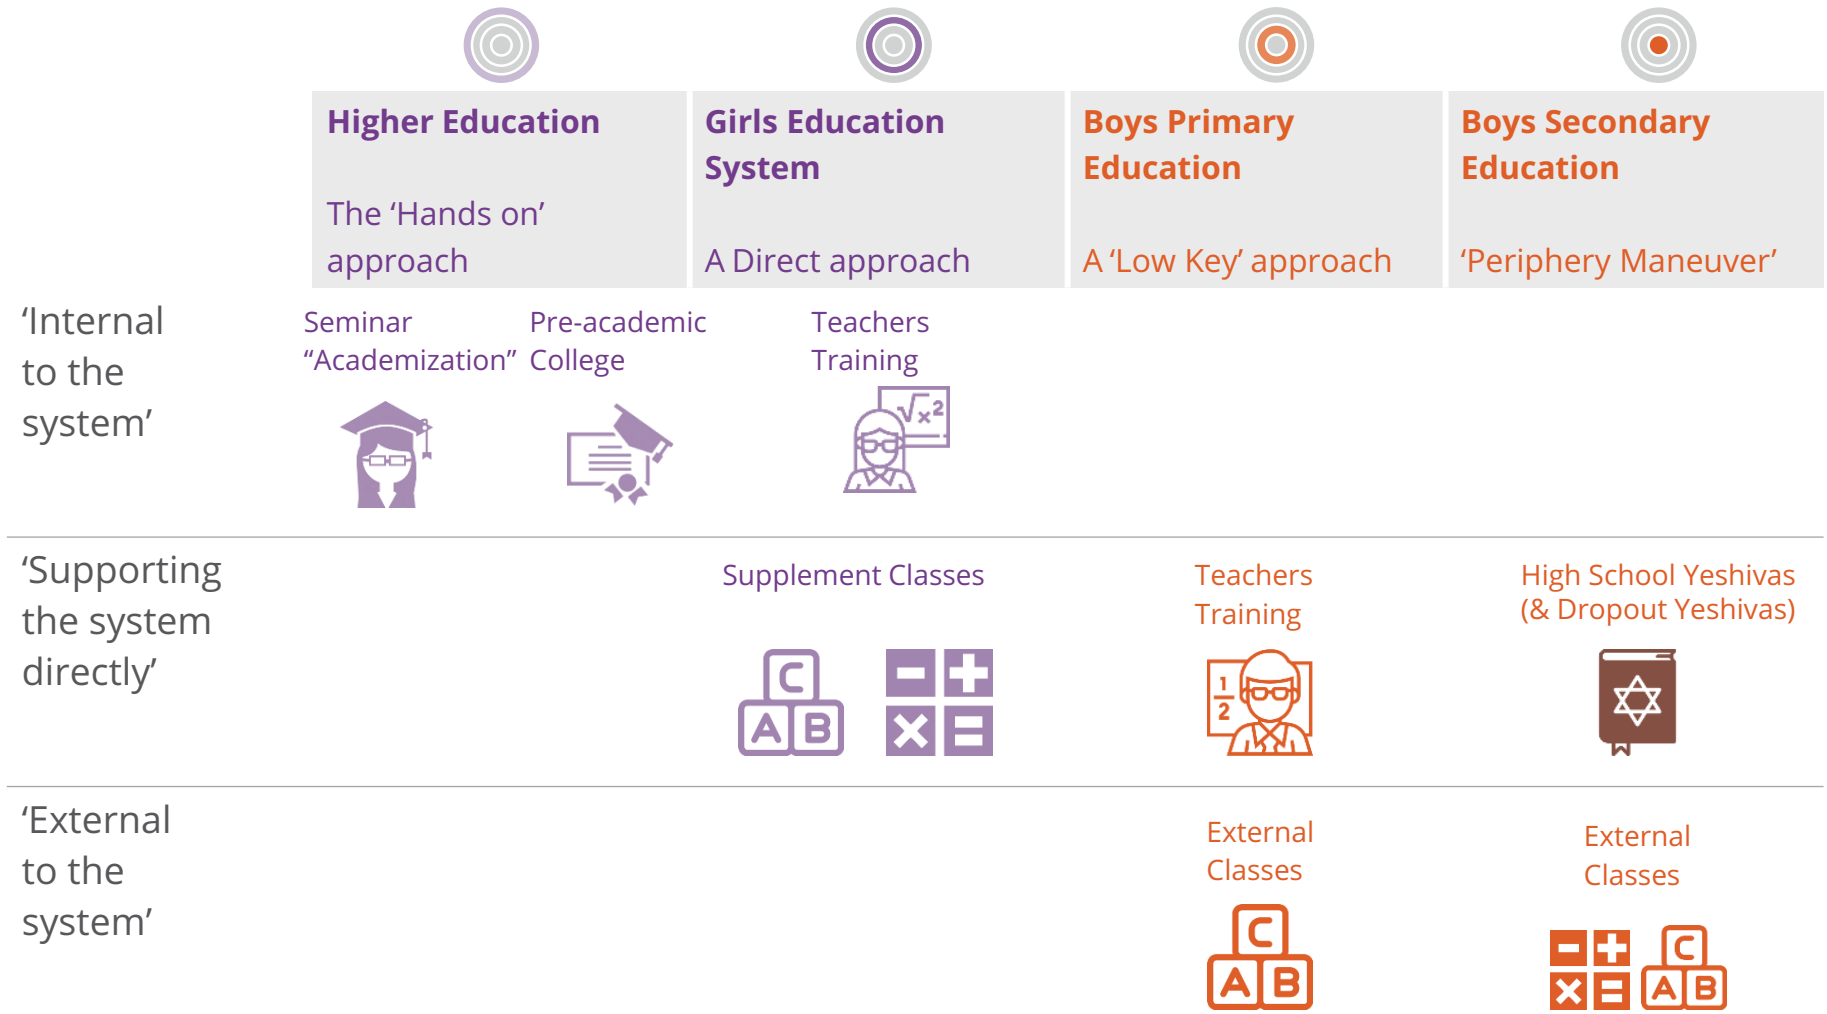 Higher Education
The ‘Hands on’
approach
Girls Education
System
A Direct approach
Boys Primary
Education
A ‘Low Key’ approach
Boys Secondary
Education
‘Periphery Maneuver’
‘Internal
to the
system’
Seminar
“Academization”
Pre-academic
College
Teachers
Training
√x²
‘Supporting
the system
directly’
Supplement Classes
C
A B
- +
× =
Teachers
Training
1
2
High School Yeshivas
(& Dropout Yeshivas)
‘External
to the
system’
External
Classes
C
A B
External
Classes
- +
× =
C
A B